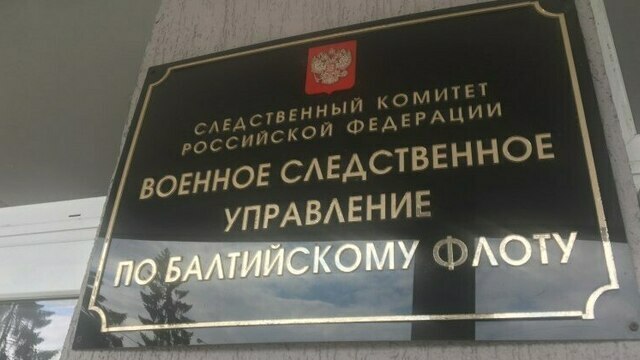 СЛЕДСТВЕННЫЙ КОМИТЕТ
РОССИЙСКОЙ ФЕДЕРАЦИИ
ВОЕННОЕ СЛЕДСТВЕННОЕ
УПРАВЛЕНИЕ
ПО БАЛТИЙСКОМУ ФЛОТУ